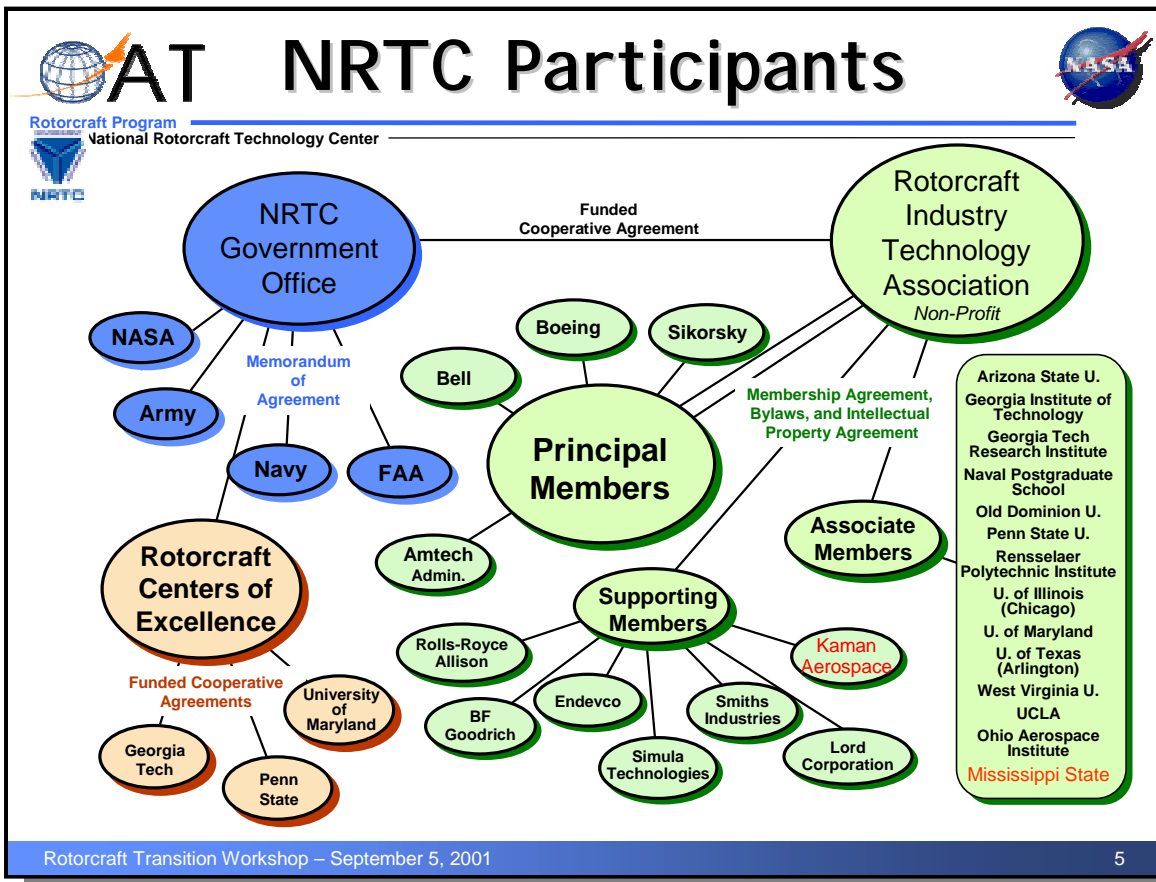 AT
NRTC Participants
NASA
Rotorcraft Program
National Rotorcraft Technology Center
NRTC
NRTC
Government
Office
Funded
Cooperative Agreement
Rotorcraft
Industry
Technology
Association
Non-Profit
NASA
Army
Navy
FAA
Memorandum
of
Agreement
Bell
Boeing
Sikorsky
Principal
Members
Amtech
Admin.
Membership Agreement,
Bylaws, and Intellectual
Property Agreement
Associate
Members
Arizona State U.
Georgia Institute of
Technology
Georgia Tech
Research Institute
Naval Postgraduate
School
Old Dominion U.
Penn State U.
Rensselaer
Polytechnic Institute
U. of Illinois
(Chicago)
U. of Maryland
U. of Texas
(Arlington)
West Virginia U.
UCLA
Ohio Aerospace
Institute
Mississippi State
Rotorcraft
Centers of
Excellence
Funded Cooperative
Agreements
University
of
Maryland
Georgia
Tech
Penn
State
Supporting
Members
Rolls-Royce
Allison
BF
Goodrich
Endevco
Simula
Technologies
Smiths
Industries
Lord
Corporation
Kaman
Aerospace
Rotorcraft Transition Workshop – September 5, 2001
5